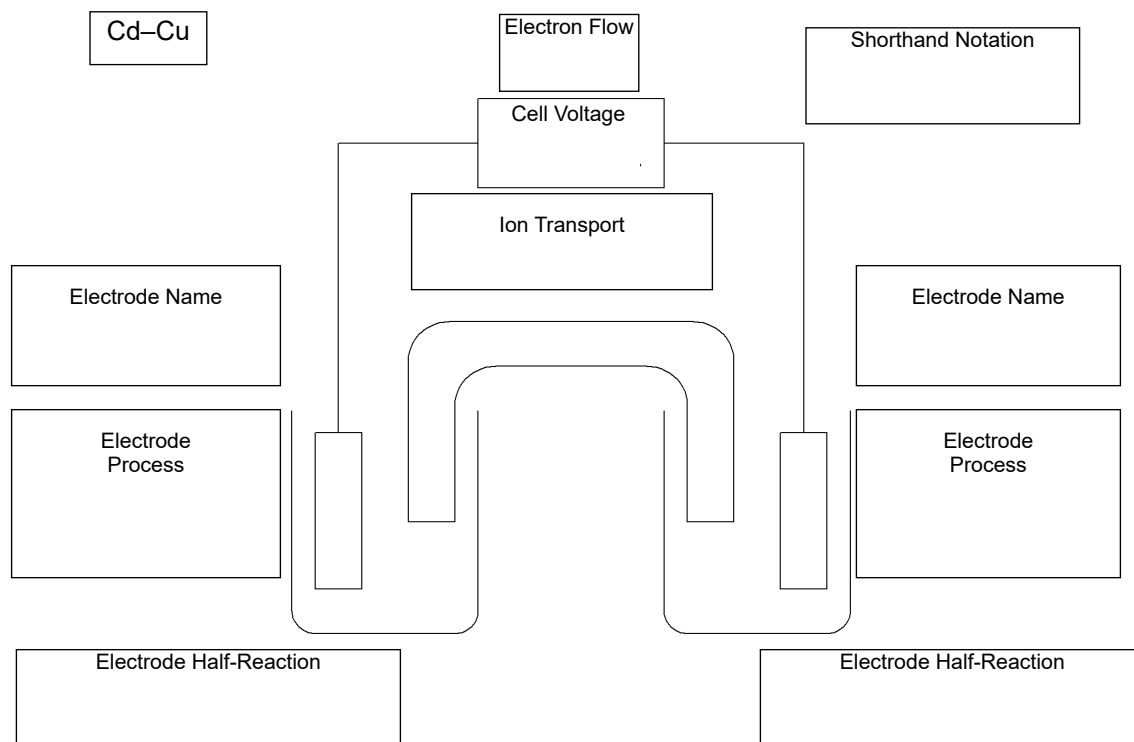 Cd–Cu
Electron Flow
Shorthand Notation
Cell Voltage
Ion Transport
Electrode Name
Electrode Name
Electrode
Process
Electrode
Process
Electrode Half-Reaction
Electrode Half-Reaction